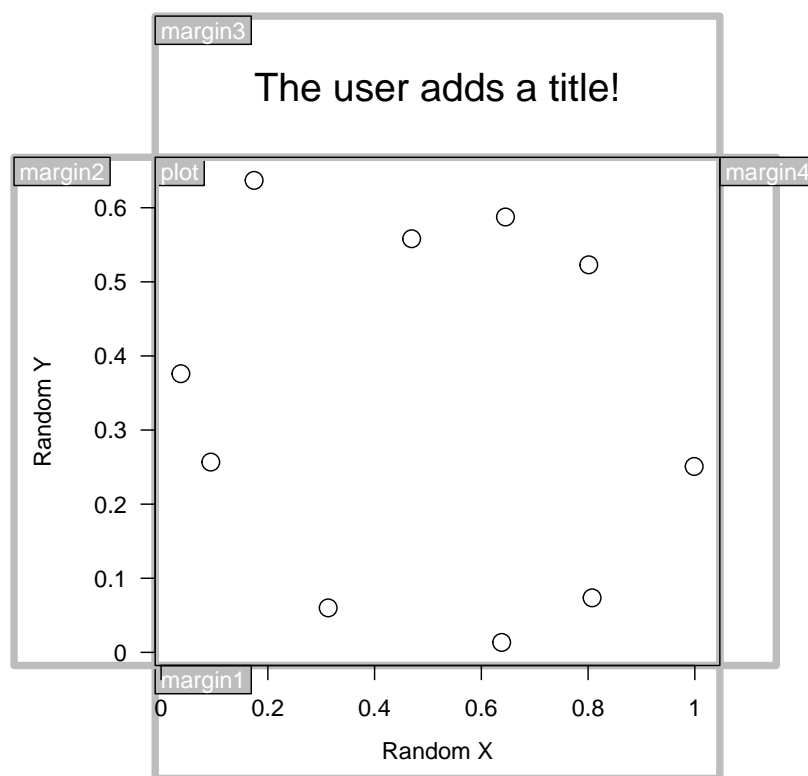 margin3
The user adds a title!
margin2
plot
margin4
0.6
0.5
0.4
0.3
0.2
0.1
0
Random Y
margin1
0 0.2 0.4 0.6 0.8 1
Random X